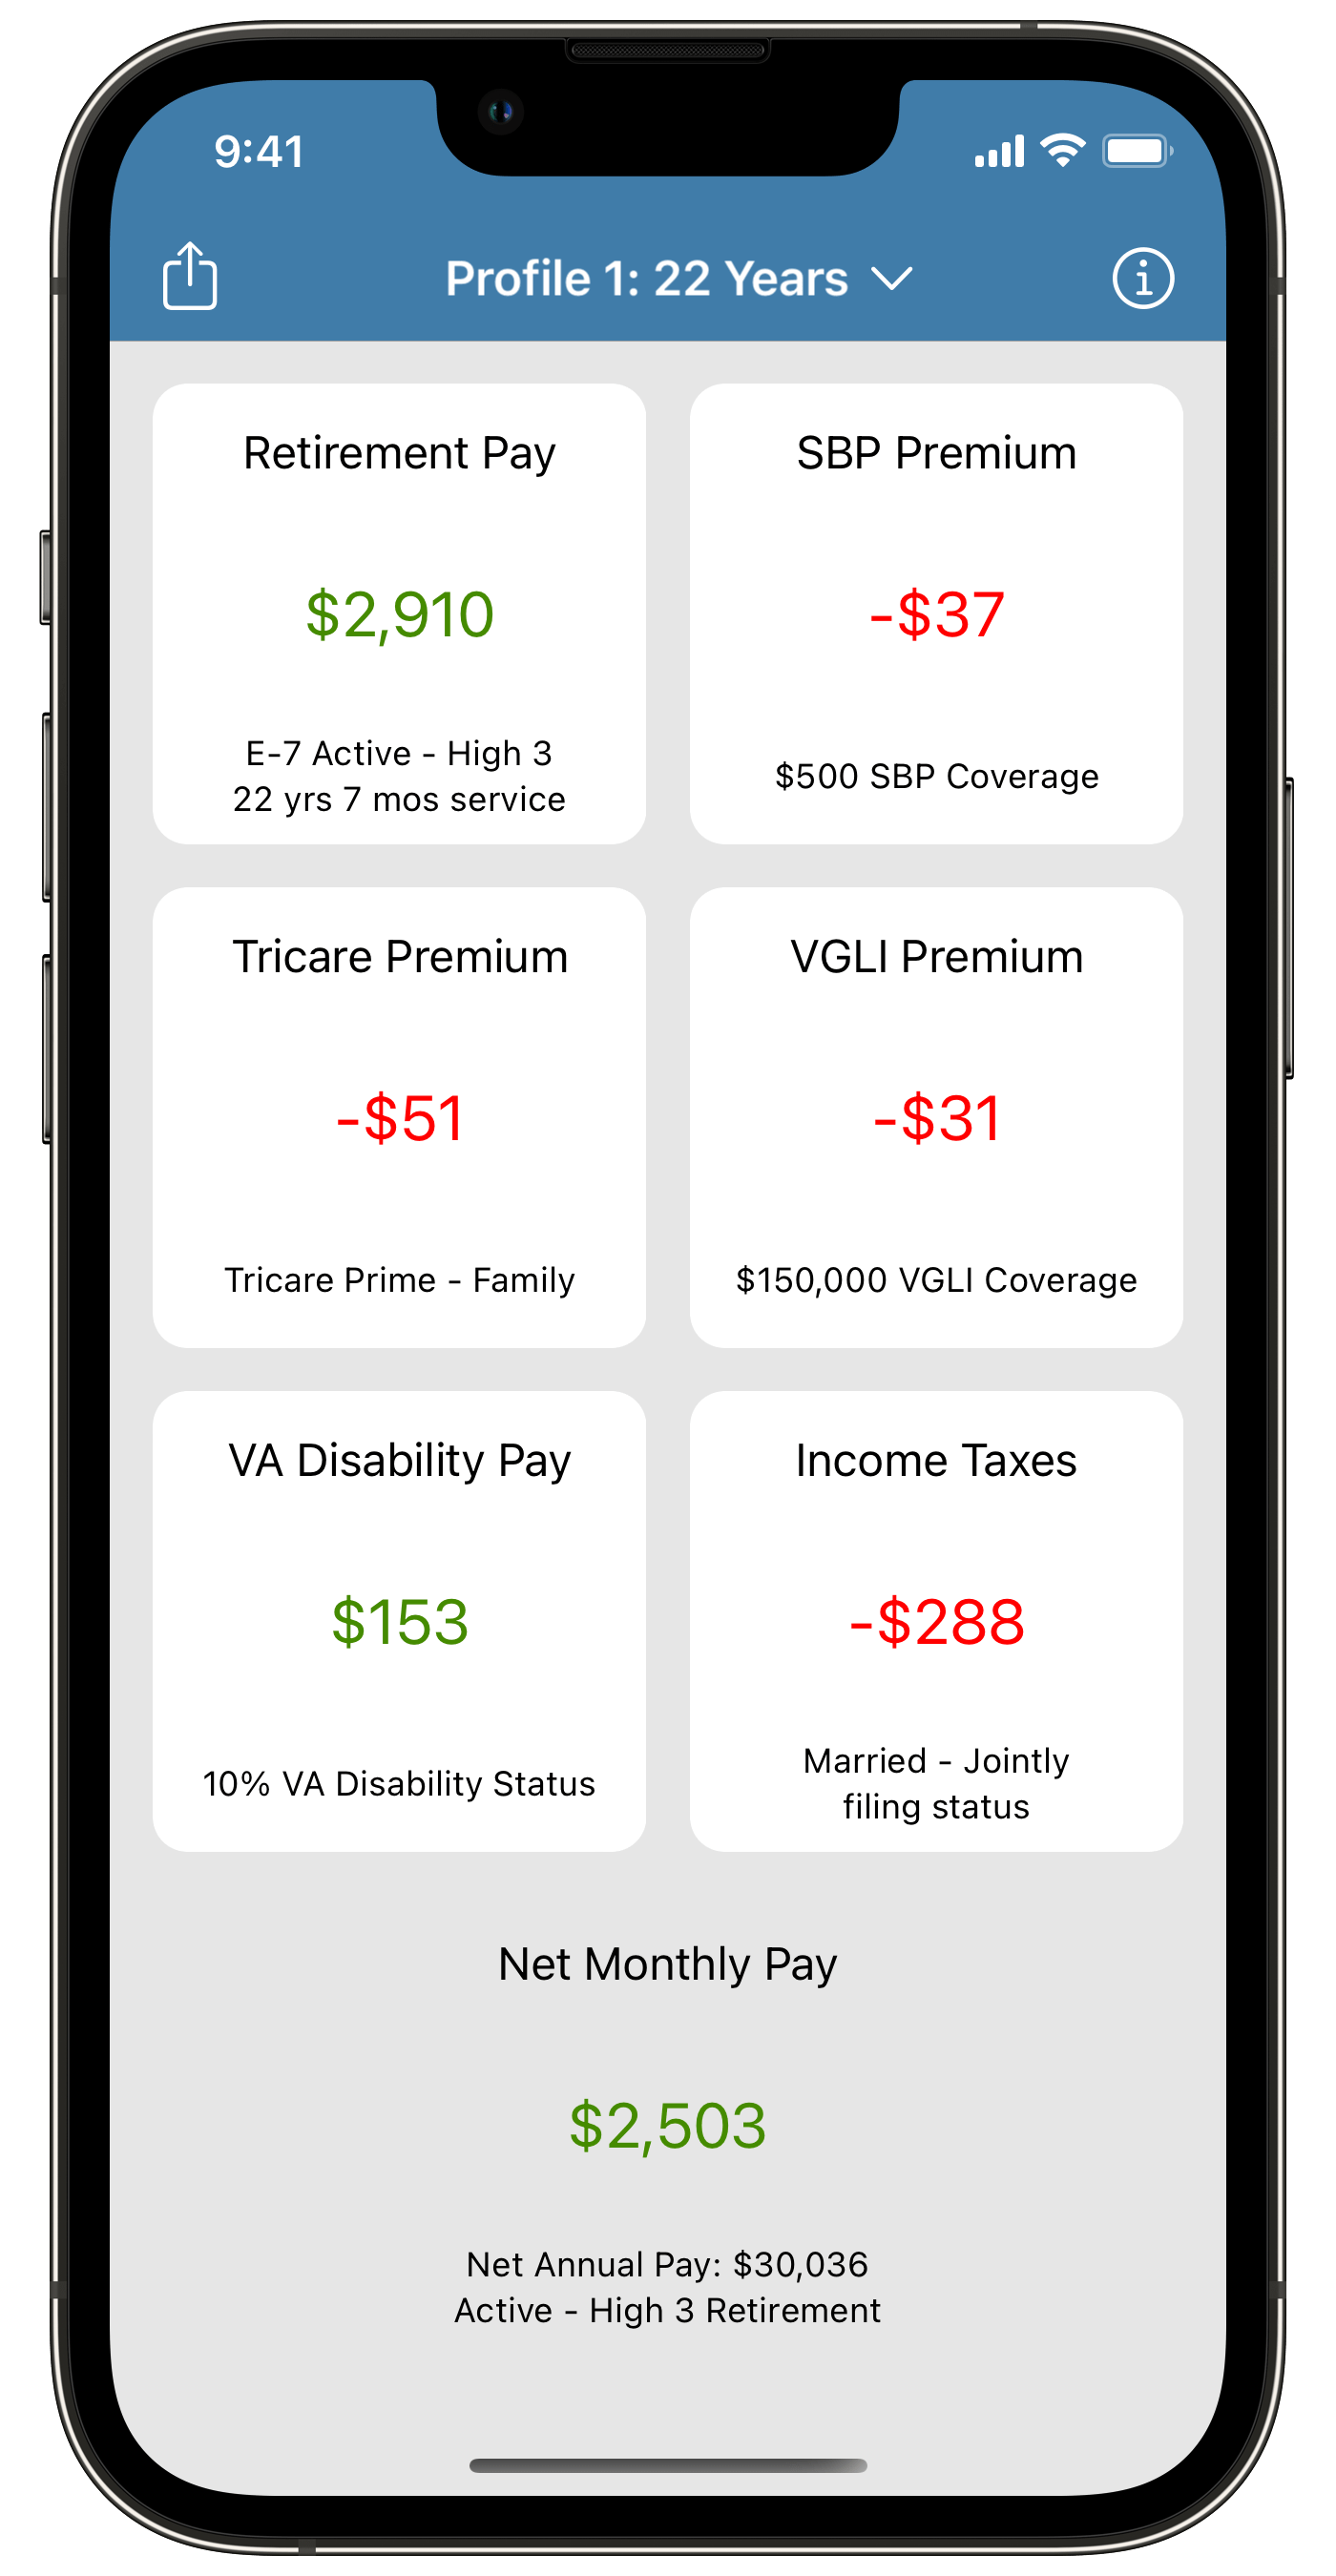 9:41
Profile 1: 22 Years
Retirement Pay
$2,910
E-7 Active - High 3
22 yrs 7 mos service
SBP Premium
-$37
$500 SBP Coverage
Tricare Premium
-$51
Tricare Prime - Family
VGLI Premium
-$31
$150,000 VGLI Coverage
VA Disability Pay
$153
10% VA Disability Status
Income Taxes
-$288
Married - Jointly
filing status
Net Monthly Pay
$2,503
Net Annual Pay: $30,036
Active - High 3 Retirement